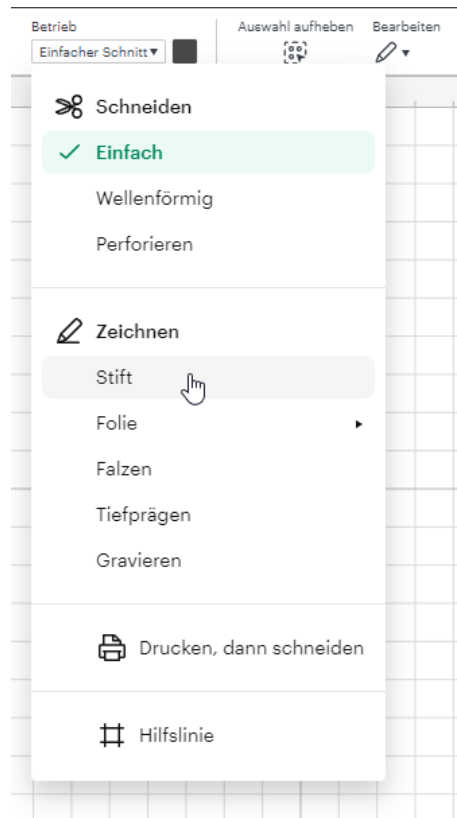 Betrieb
Auswahl aufheben
Bearbeiten
Einfacher Schnitt
Schneiden
Einfach
Wellenförmig
Perforieren
Zeichnen
Stift
Folie
Falzen
Tiefprägen
Gravieren
Drucken, dann schneiden
Hilfslinie